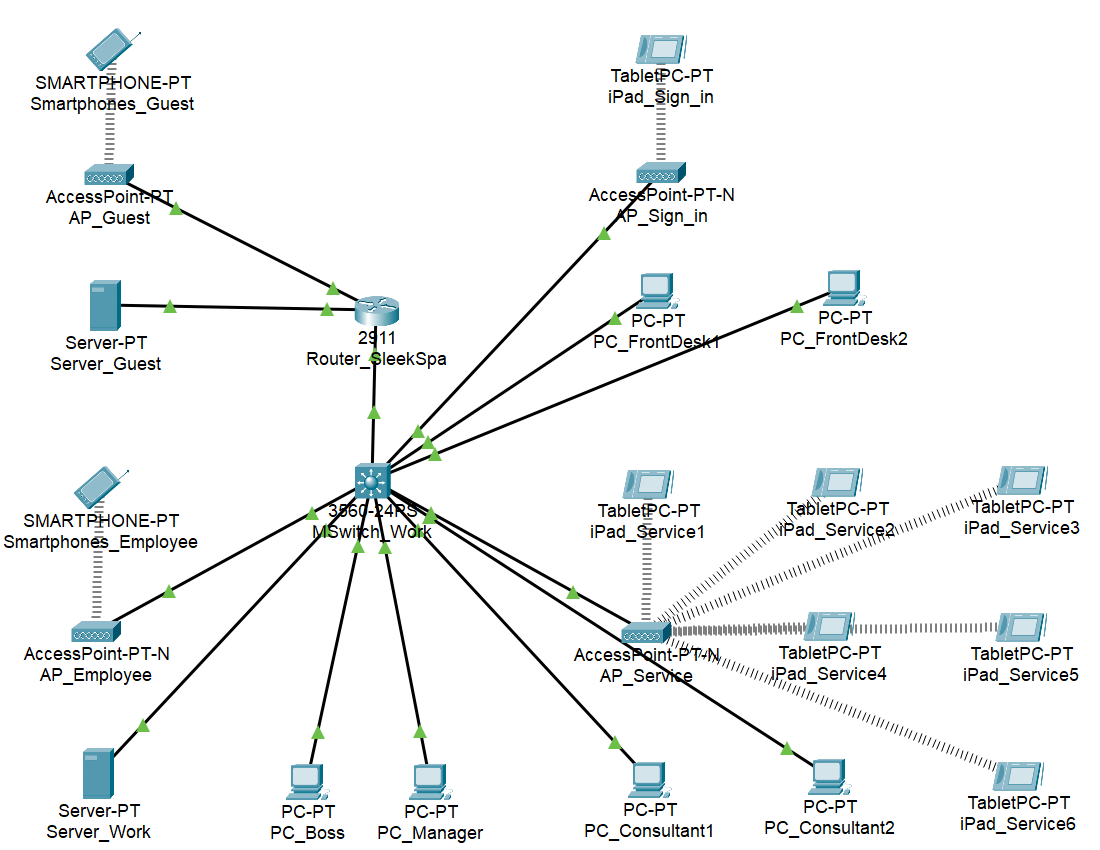 SMARTPHONE-PT
Smartphones_Guest
TabletPC-PT
iPad_Sign_in
AccessPoint-PT
AP_Guest
AccessPoint-PT-N
AP_Sign_in
Server-PT
Server_Guest
2911
Router_SleekSpa
PC-PT
PC_FrontDesk1
PC-PT
PC_FrontDesk2
3560-24PS
MSwitch_Work
SMARTPHONE-PT
Smartphones_Employee
TabletPC-PT
iPad_Service1
TabletPC-PT
iPad_Service2
TabletPC-PT
iPad_Service3
AccessPoint-PT-N
AP_Employee
AccessPoint-PT-N
AP_Service
TabletPC-PT
iPad_Service4
TabletPC-PT
iPad_Service5
Server-PT
Server_Work
PC-PT
PC_Boss
PC-PT
PC_Manager
PC-PT
PC_Consultant1
PC-PT
PC_Consultant2
TabletPC-PT
iPad_Service6